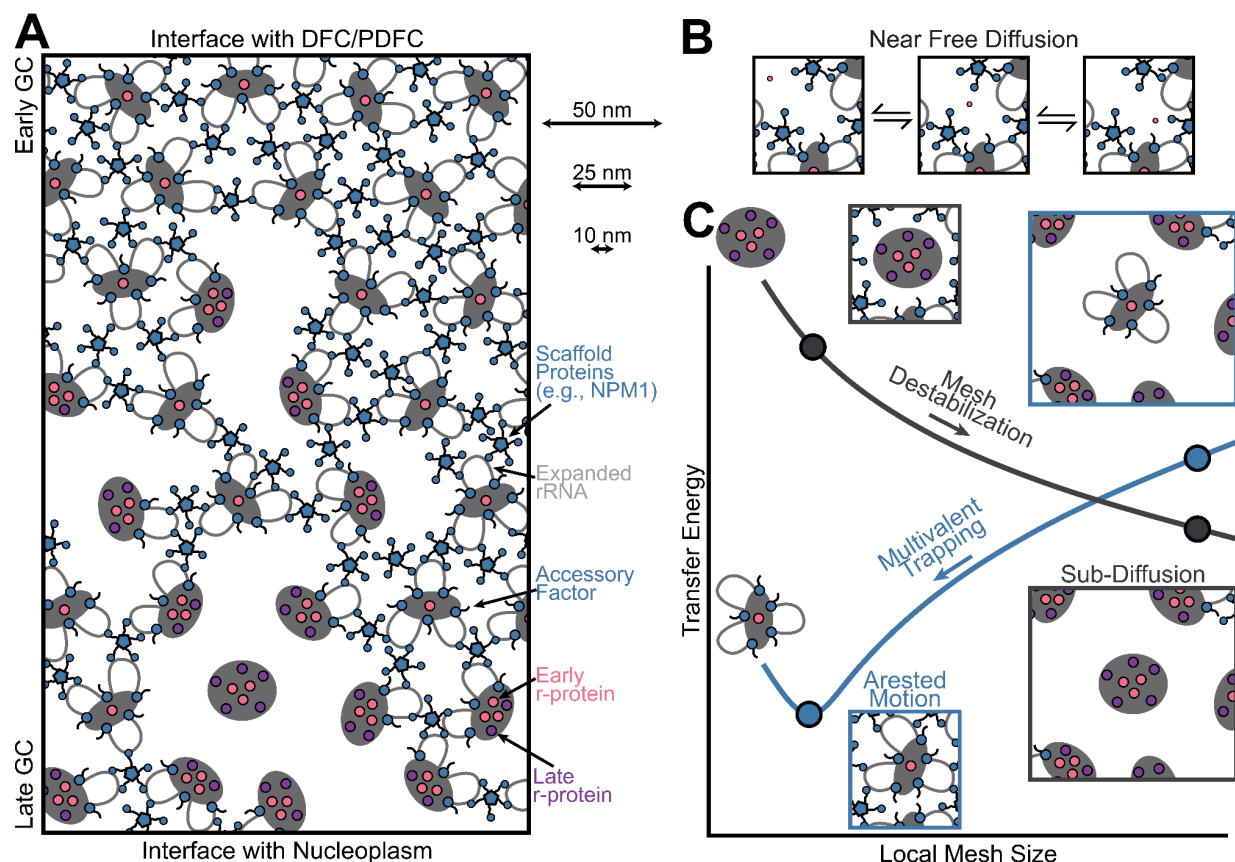 A
Interface with DFC/PDFC
Early GC
Late GC
Interface with Nucleoplasm
50 nm
25 nm
10 nm
Scaffold
Proteins
(e.g., NPM1)
Expanded
rRNA
Accessory
Factor
Early
r-protein
Late
r-protein
B
Near Free Diffusion
C
Transfer Energy
Mesh
Destabilization
Multivalent
Trapping
Arested
Motion
Sub-Diffusion
Local Mesh Size